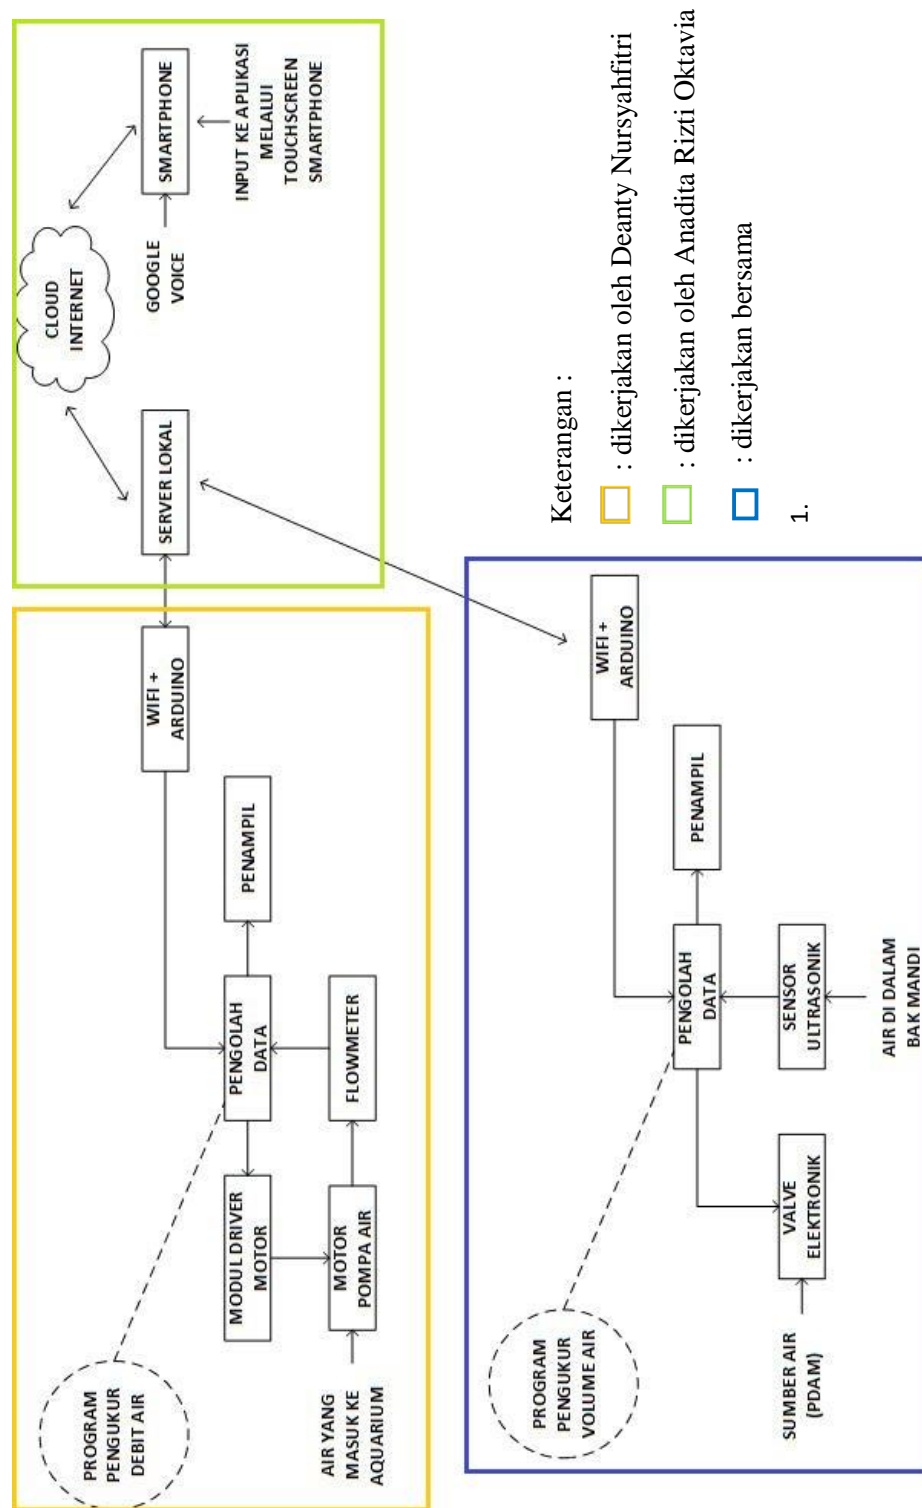 PROGRAM
PENGUKUR
DEBIT AIR
AIR YANG
MASUK KE
AQUARIUM
MODUL DRIVER
MOTOR
MOTOR
POMPA AIR
PENGOLAH
DATA
FLOWMETER
PENAMPIL
WIFI +
ARDUINO
SERVER LOKAL
CLOUD
INTERNET
GOOGLE
VOICE
SMARTPHONE
INPUT KE APLIKASI
MELALUI
TOUCHSCREEN
SMARTPHONE
PROGRAM
PENGUKUR
VOLUME AIR
SUMBER AIR
(PDAM)
VALVE
ELEKTRONIK
PENGOLAH
DATA
SENSOR
ULTRASONIK
AIR DI DALAM
BAK MANDI
PENAMPIL
WIFI +
ARDUINO
Keterangan :
: dikerjakan oleh Deanty Nursyahfitri
: dikerjakan oleh Anadita Rizti Oktavia
: dikerjakan bersama
1.